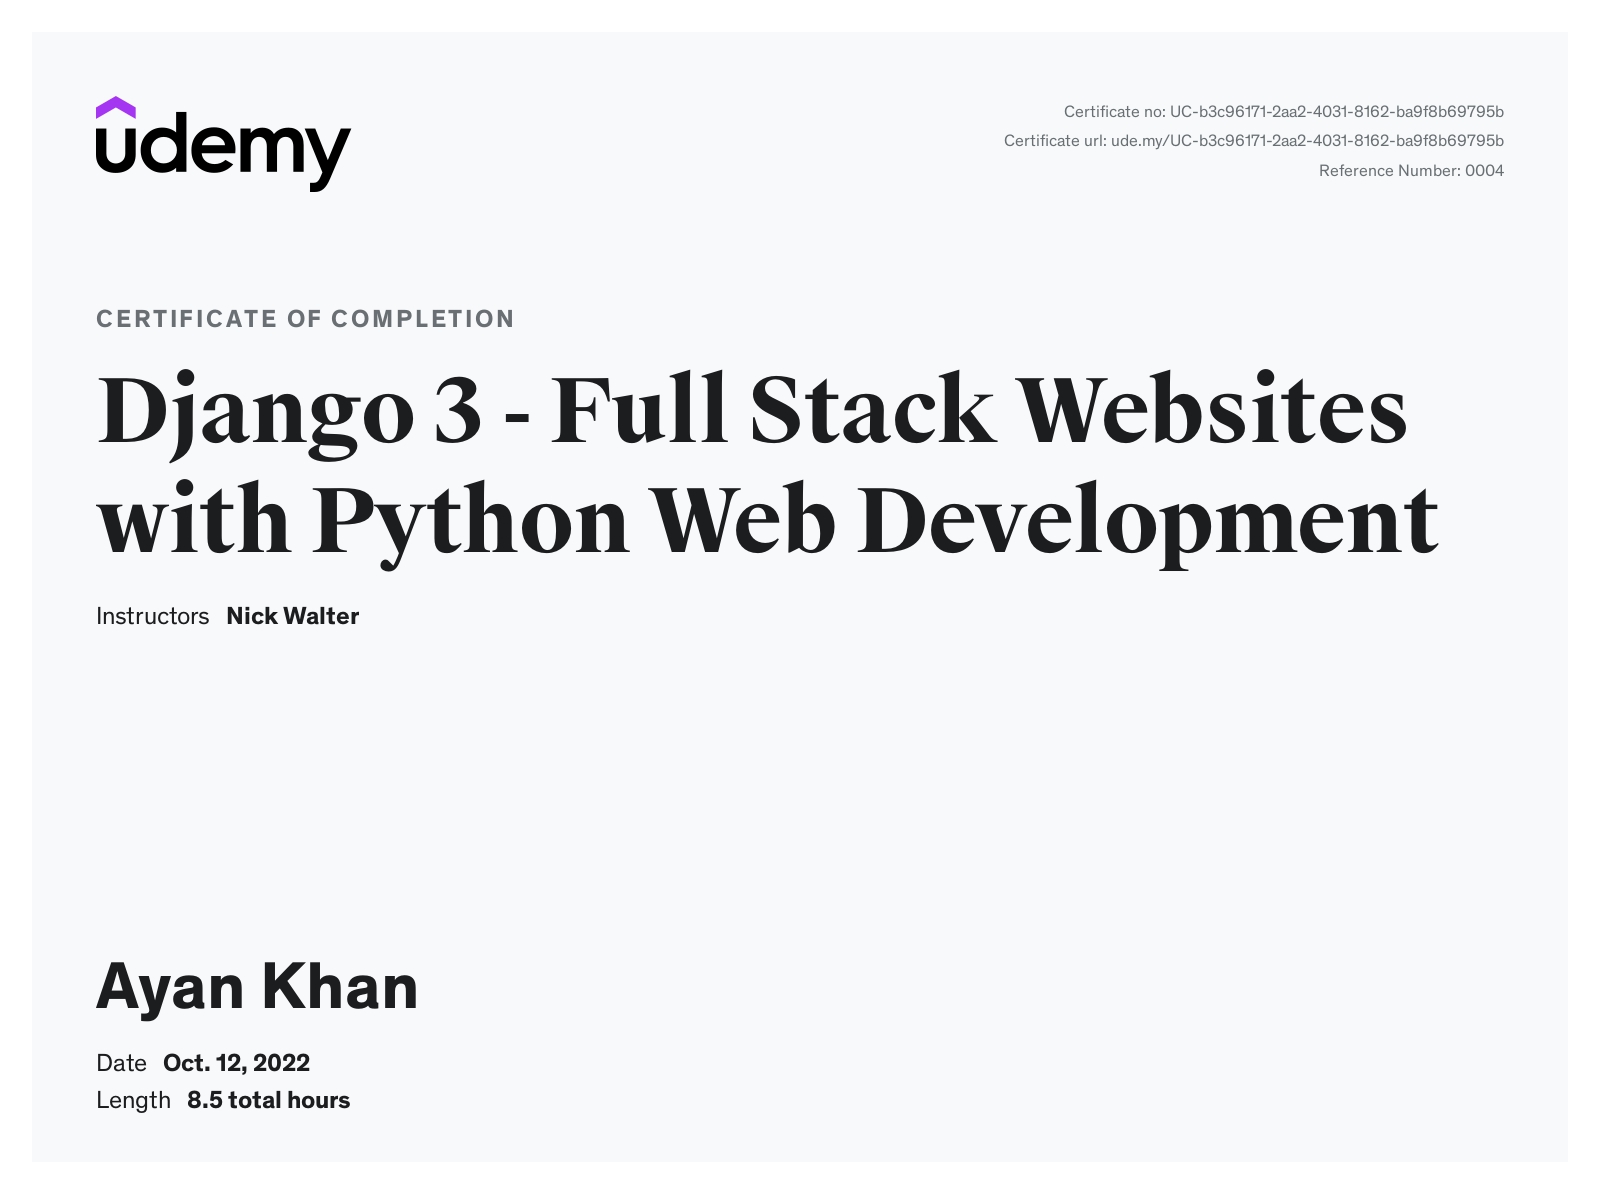 udemy
Certificate no: UC-b3c96171-2aa2-4031-8162-ba9f8b69795b
Certificate url: ude.my/UC-b3c96171-2aa2-4031-8162-ba9f8b69795b
Reference Number: 0004
CERTIFICATE OF COMPLETION
Django 3 - Full Stack Websites
with Python Web Development
Instructors Nick Walter
Ayan Khan
Date Oct. 12, 2022
Length 8.5 total hours